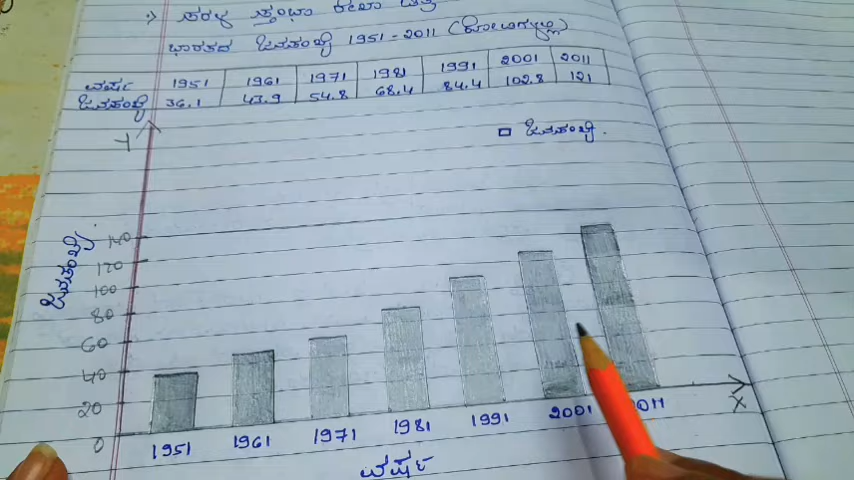 :> ಸರಳ ಸ್ತಂಭಾ ರೇಖಾ
ಭಾರತದ ಜನಸಂಖ್ಯೆ 1951-2011 (ಕೋಟಿಗಳಲ್ಲಿ)
ವರ್ಷ 1951 1961 1971 1981 1991 2001 2011
ಜನಸಂಖ್ಯೆ 36.1 43.9 54.8 68.4 84.4 102.8 121
Y
ಜನಸಂಖ್ಯೆ.
ಜನಸಂಖ್ಯೆ.
140
120
100
80
60
40
20
0
1951 1961 1971 1981 1991 2001 2011
X
ವರ್ಷ